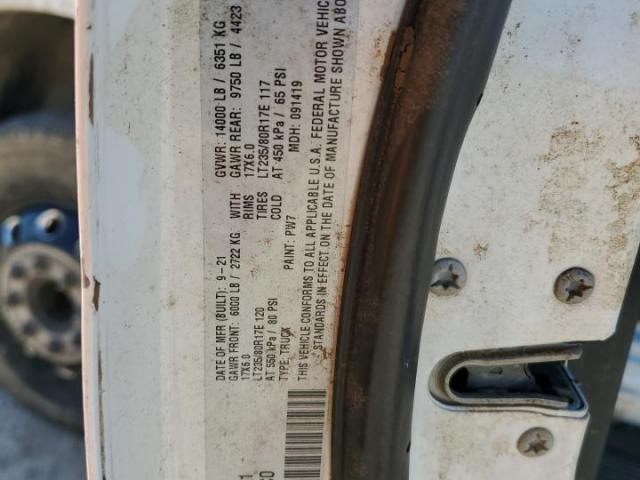 DATE OF MFR (BUILT): 9-21 GVWR: 14000 LB / 6351 KG
GAWR FRONT: 6000 LB / 2722 KG WITH GAWR REAR: 9750 LB / 4423
17X6.0 RIMS 17X6.0
LT235/80R17E 120 TIRES LT235/80R17E 117
AT 550 kPa / 80 PSI COLD AT 450 kPa / 65 PSI
TYPE: TRUCK PAINT: PW7 MDH: 091419
THIS VEHICLE CONFORMS TO ALL APPLICABLE U.S.A. FEDERAL MOTOR VEHIC
STANDARDS IN EFFECT ON THE DATE OF MANUFACTURE SHOWN ABO